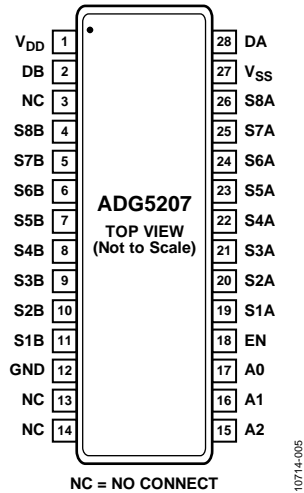 VDD 1 28 DA
DB 2 27 VSS
NC 3 26 S8A
S8B 4 25 S7A
S7B 5 24 S6A
S6B 6 23 S5A
S5B 7 22 S4A
S4B 8 21 S3A
S3B 9 20 S2A
S2B 10 19 S1A
S1B 11 18 EN
GND 12 17 A0
NC 13 16 A1
NC 14 15 A2
ADG5207
TOP VIEW
(Not to Scale)
NC = NO CONNECT
10714-005